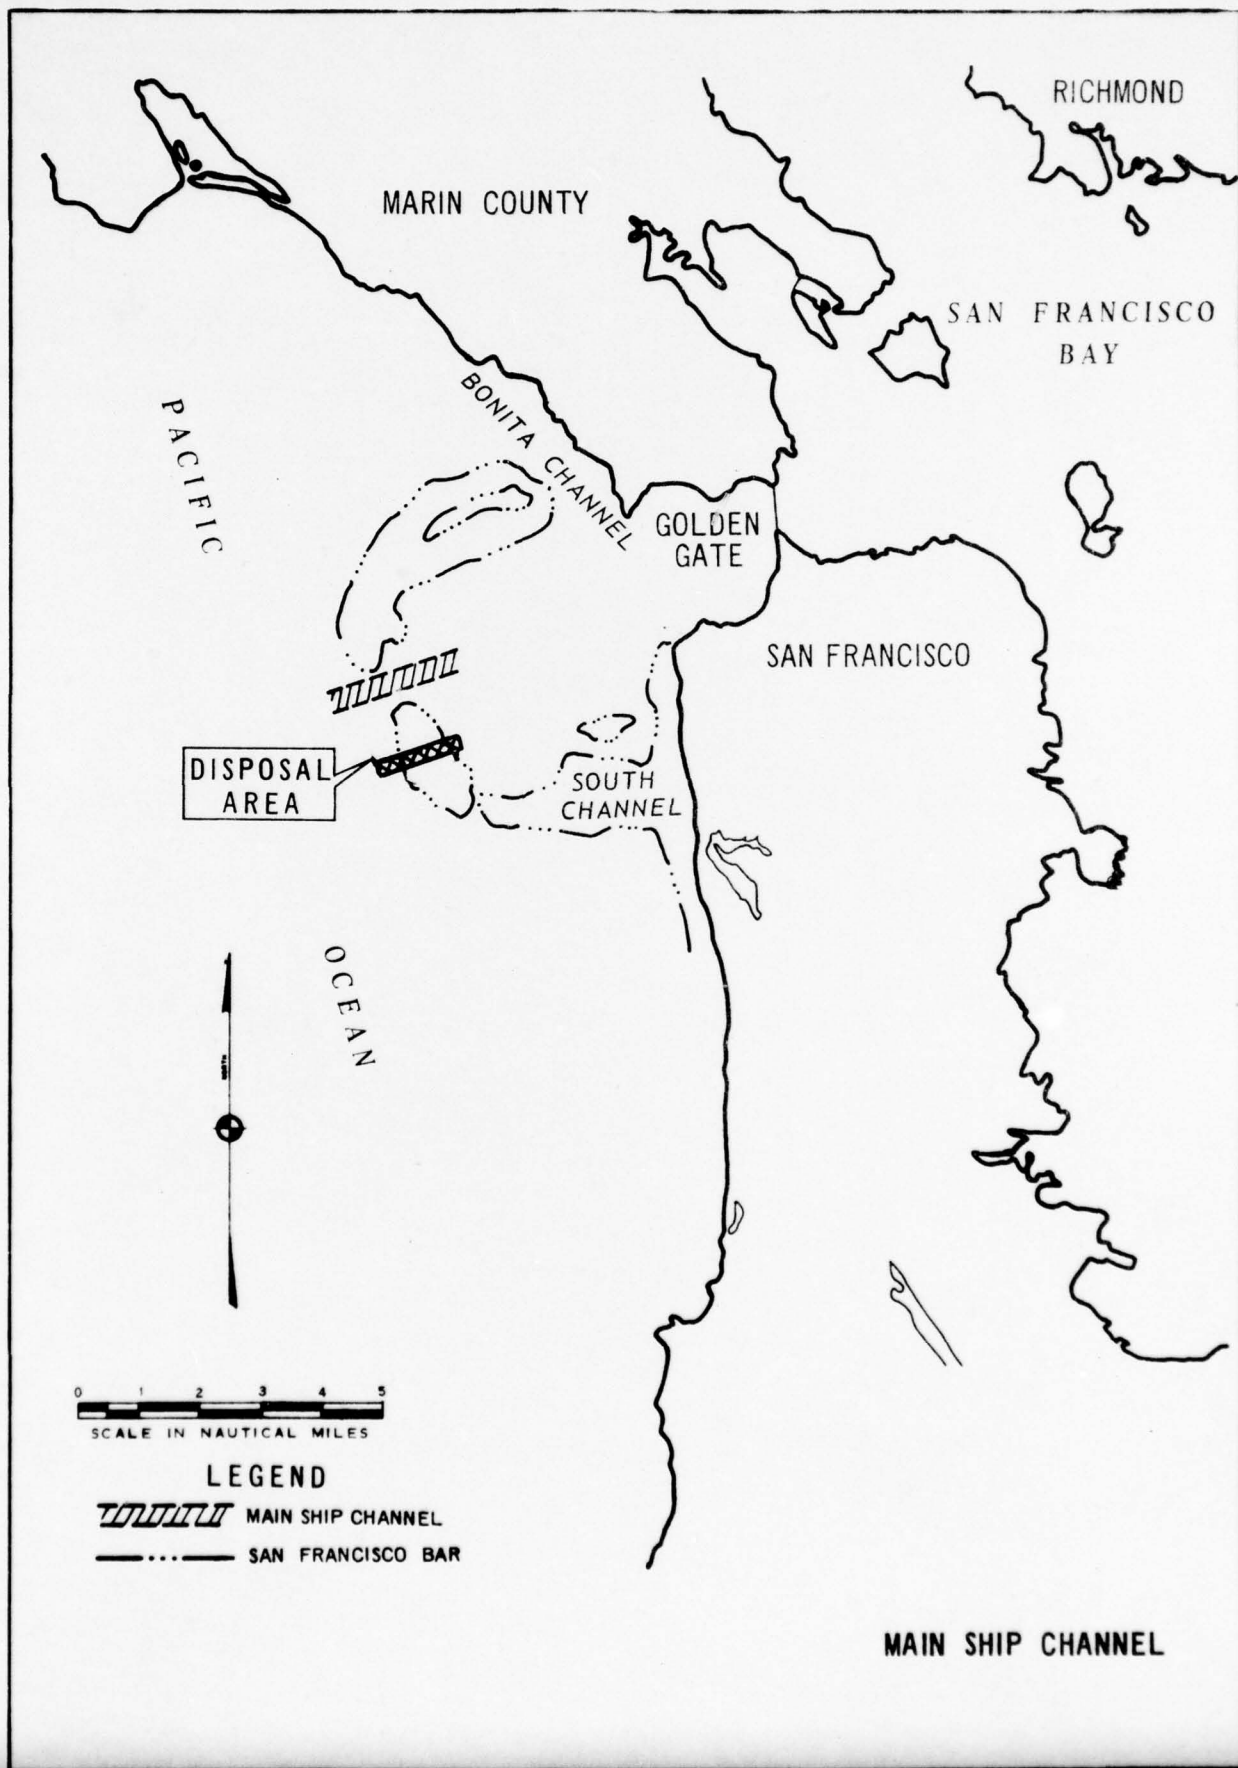 RICHMOND
MARIN COUNTY
SAN FRANCISCO
BAY
BONITA CHANNEL
PACIFIC
GOLDEN
GATE
SAN FRANCISCO
DISPOSAL
AREA
SOUTH
CHANNEL
OCEAN
NORTH
0 1 2 3 4 5
SCALE IN NAUTICAL MILES
LEGEND
MAIN SHIP CHANNEL
SAN FRANCISCO BAR
MAIN SHIP CHANNEL